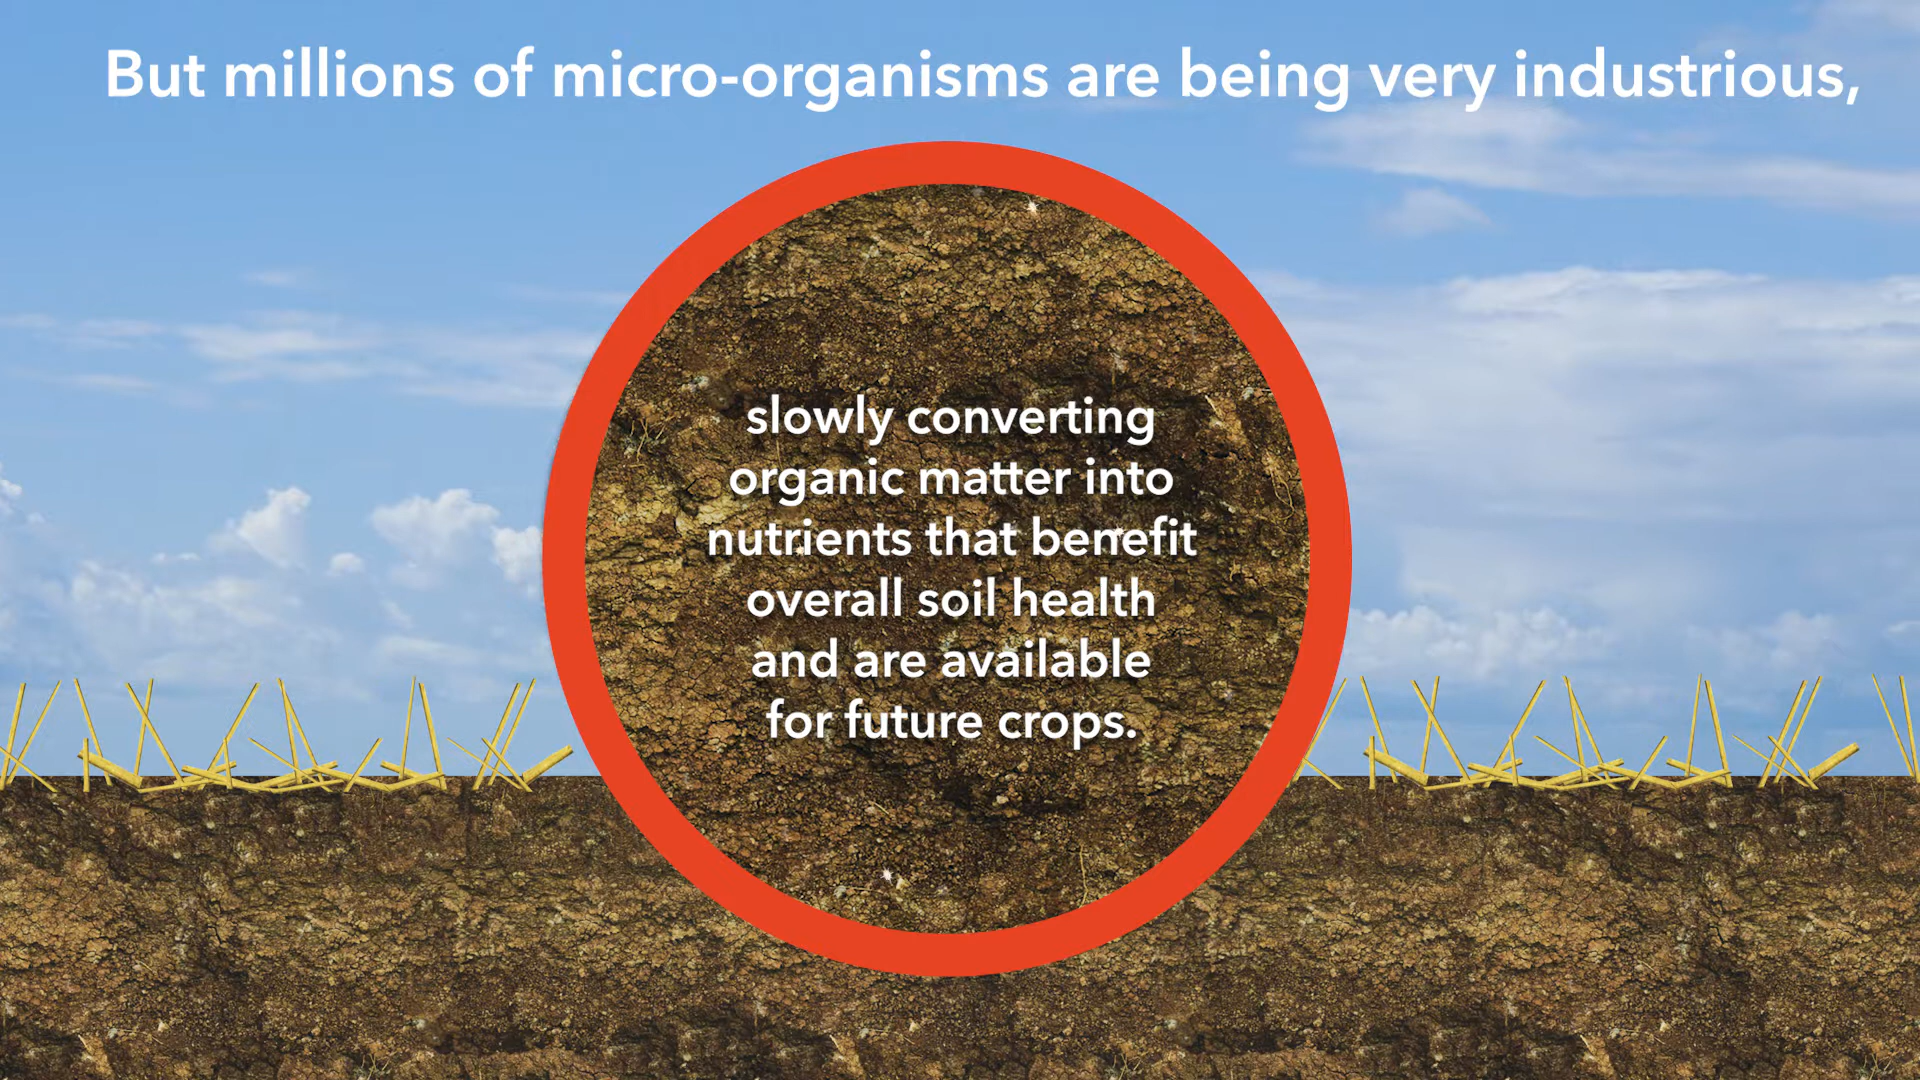 But millions of micro-organisms are being very industrious,
slowly converting
organic matter into
nutrients that benefit
overall soil health
and are available
for future crops.